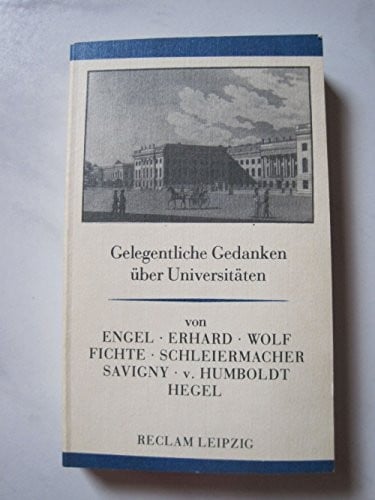 Gelegentliche Gedanken
über Universitäten
von
ENGEL · ERHARD · WOLF
FICHTE · SCHLEIERMACHER
SAVIGNY · v. HUMBOLDT
HEGEL
RECLAM LEIPZIG